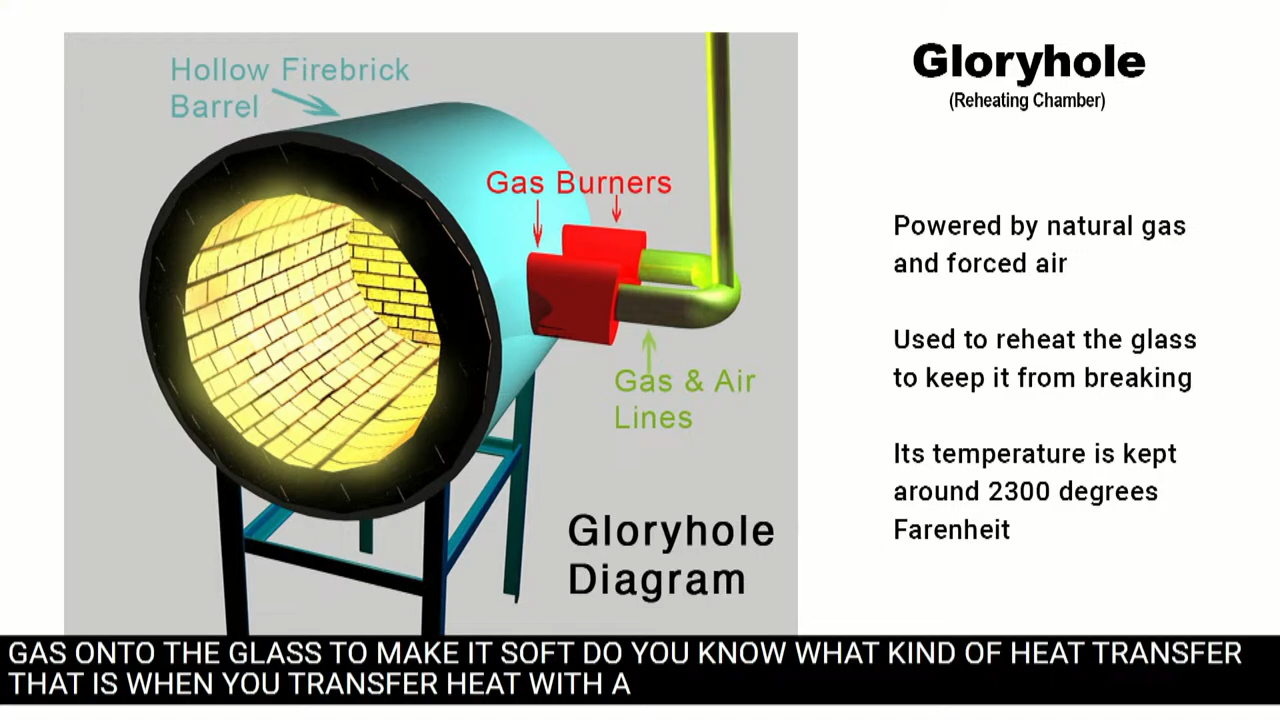 Hollow Firebrick
Barrel
Gas Burners
Gas & Air
Lines
Gloryhole
Diagram
Gloryhole
(Reheating Chamber)
Powered by natural gas
and forced air
Used to reheat the glass
to keep it from breaking
Its temperature is kept
around 2300 degrees
Farenheit
GAS ONTO THE GLASS TO MAKE IT SOFT DO YOU KNOW WHAT KIND OF HEAT TRANSFER
THAT IS WHEN YOU TRANSFER HEAT WITH A